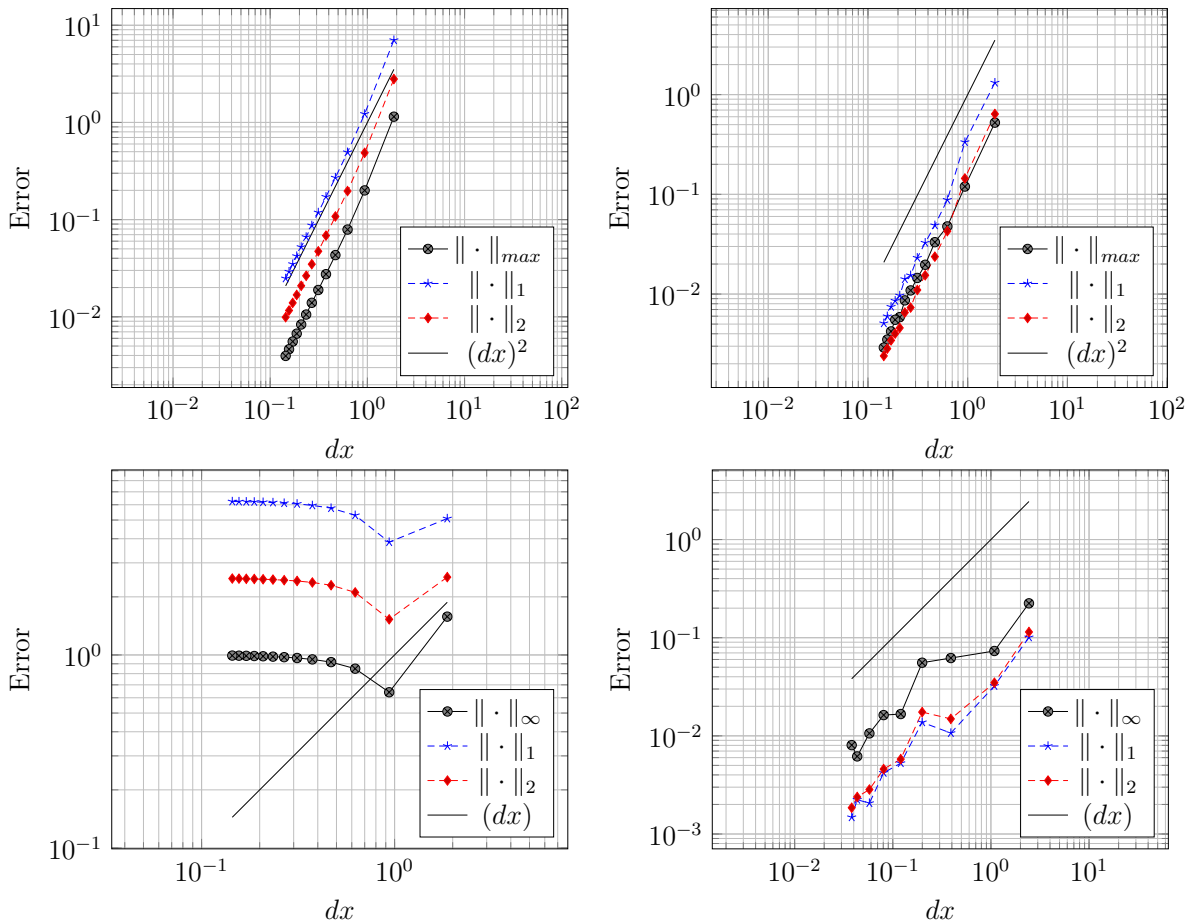 10^1
10^0
10^{-1}
10^{-2}
Error
‖ · ‖_{max}
‖ · ‖_1
‖ · ‖_2
(dx)^2
10^{-2} 10^{-1} 10^0 10^1 10^2
dx
10^0
10^{-1}
10^{-2}
Error
‖ · ‖_{max}
‖ · ‖_1
‖ · ‖_2
(dx)^2
10^{-2} 10^{-1} 10^0 10^1 10^2
dx
10^0
10^{-1}
Error
‖ · ‖_∞
‖ · ‖_1
‖ · ‖_2
(dx)
10^{-1} 10^0
dx
10^0
10^{-1}
10^{-2}
10^{-3}
Error
‖ · ‖_∞
‖ · ‖_1
‖ · ‖_2
(dx)
10^{-2} 10^{-1} 10^0 10^1
dx